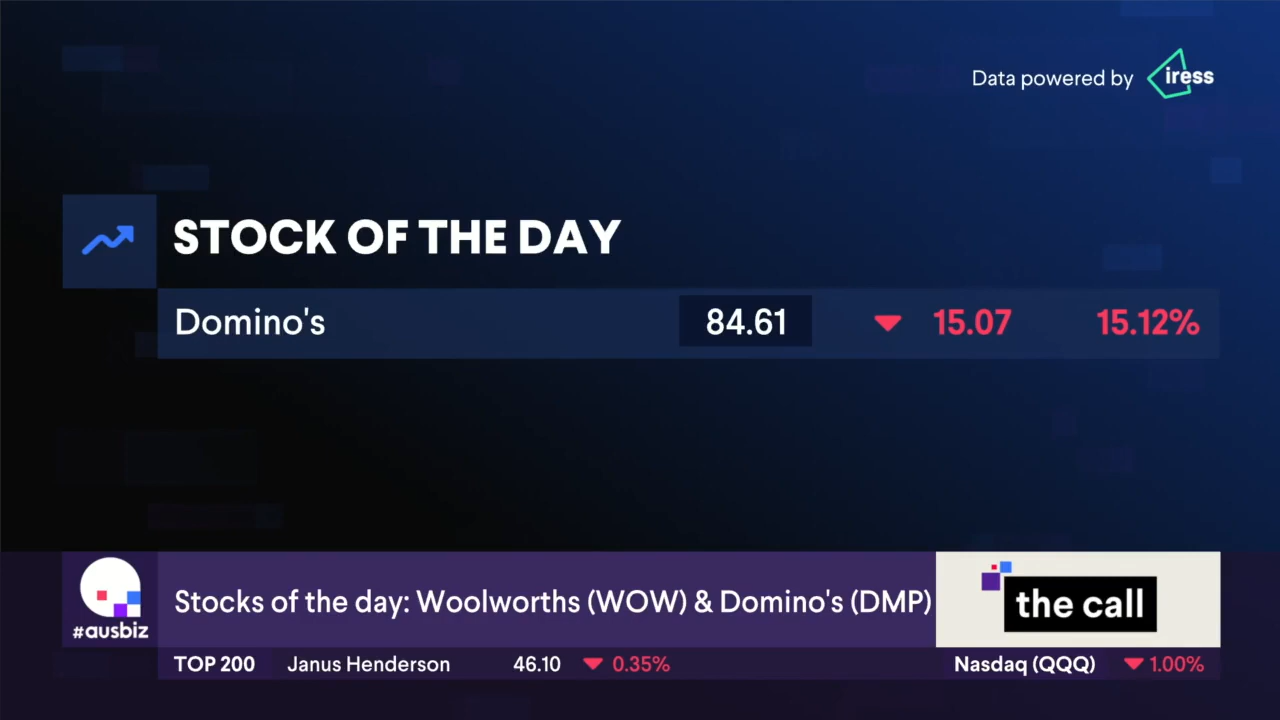 Data powered by iress
STOCK OF THE DAY
Domino's 84.61 15.07 15.12%
Stocks of the day: Woolworths (WOW) & Domino's (DMP)
the call
#ausbiz
TOP 200 Janus Henderson 46.10 0.35% Nasdaq (QQQ) 1.00%